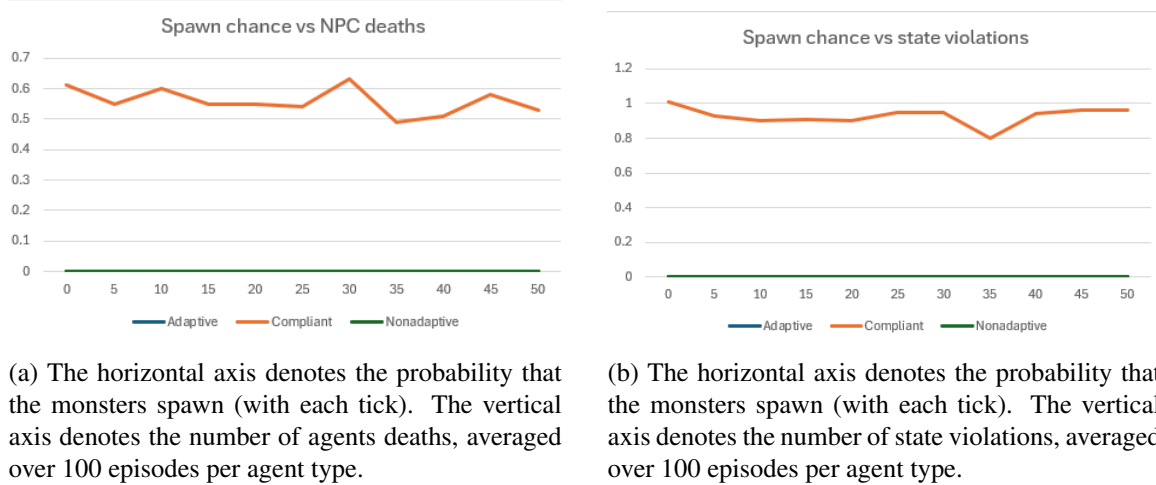 Spawn chance vs NPC deaths
0.7
0.6
0.5
0.4
0.3
0.2
0.1
0
0 5 10 15 20 25 30 35 40 45 50
Adaptive Compliant Nonadaptive
(a) The horizontal axis denotes the probability that
the monsters spawn (with each tick). The vertical
axis denotes the number of agents deaths, averaged
over 100 episodes per agent type.
Spawn chance vs state violations
1.2
1
0.8
0.6
0.4
0.2
0
0 5 10 15 20 25 30 35 40 45 50
Adaptive Compliant Nonadaptive
(b) The horizontal axis denotes the probability that
the monsters spawn (with each tick). The vertical
axis denotes the number of state violations, averaged
over 100 episodes per agent type.